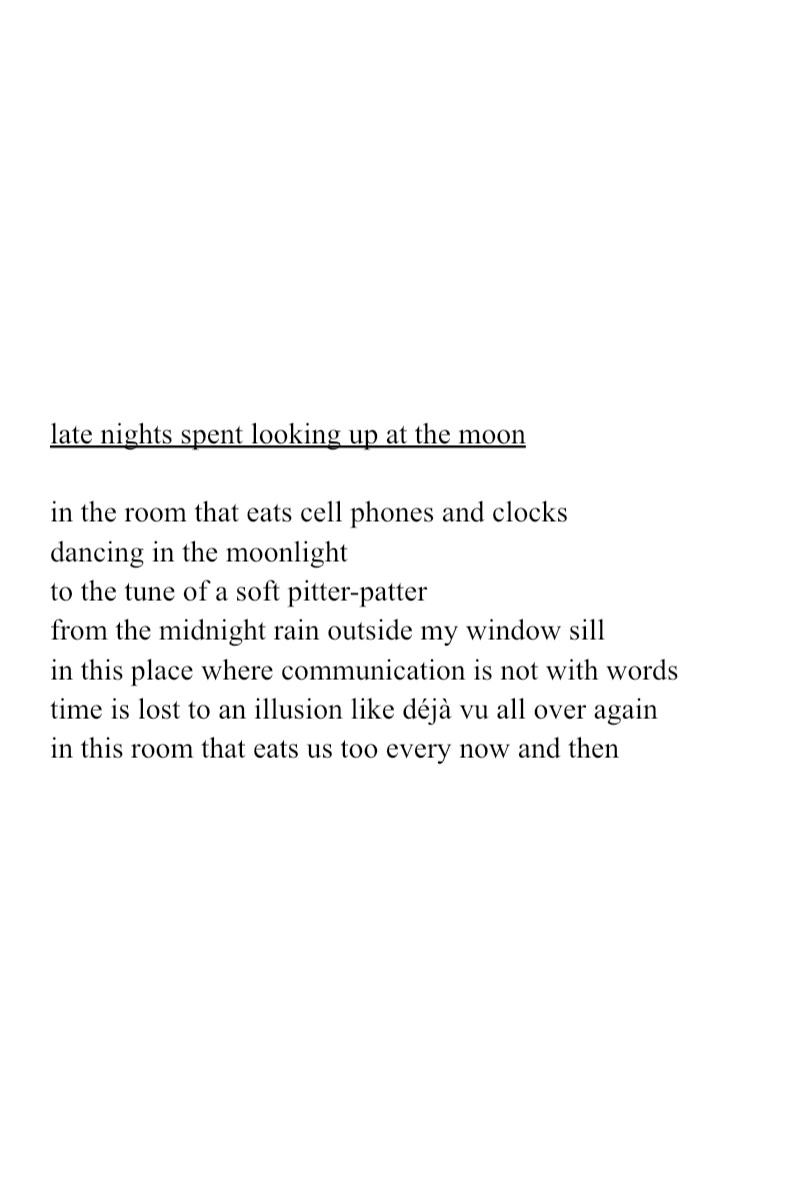 late nights spent looking up at the moon
in the room that eats cell phones and clocks
dancing in the moonlight
to the tune of a soft pitter-patter
from the midnight rain outside my window sill
in this place where communication is not with words
time is lost to an illusion like déjà vu all over again
in this room that eats us too every now and then